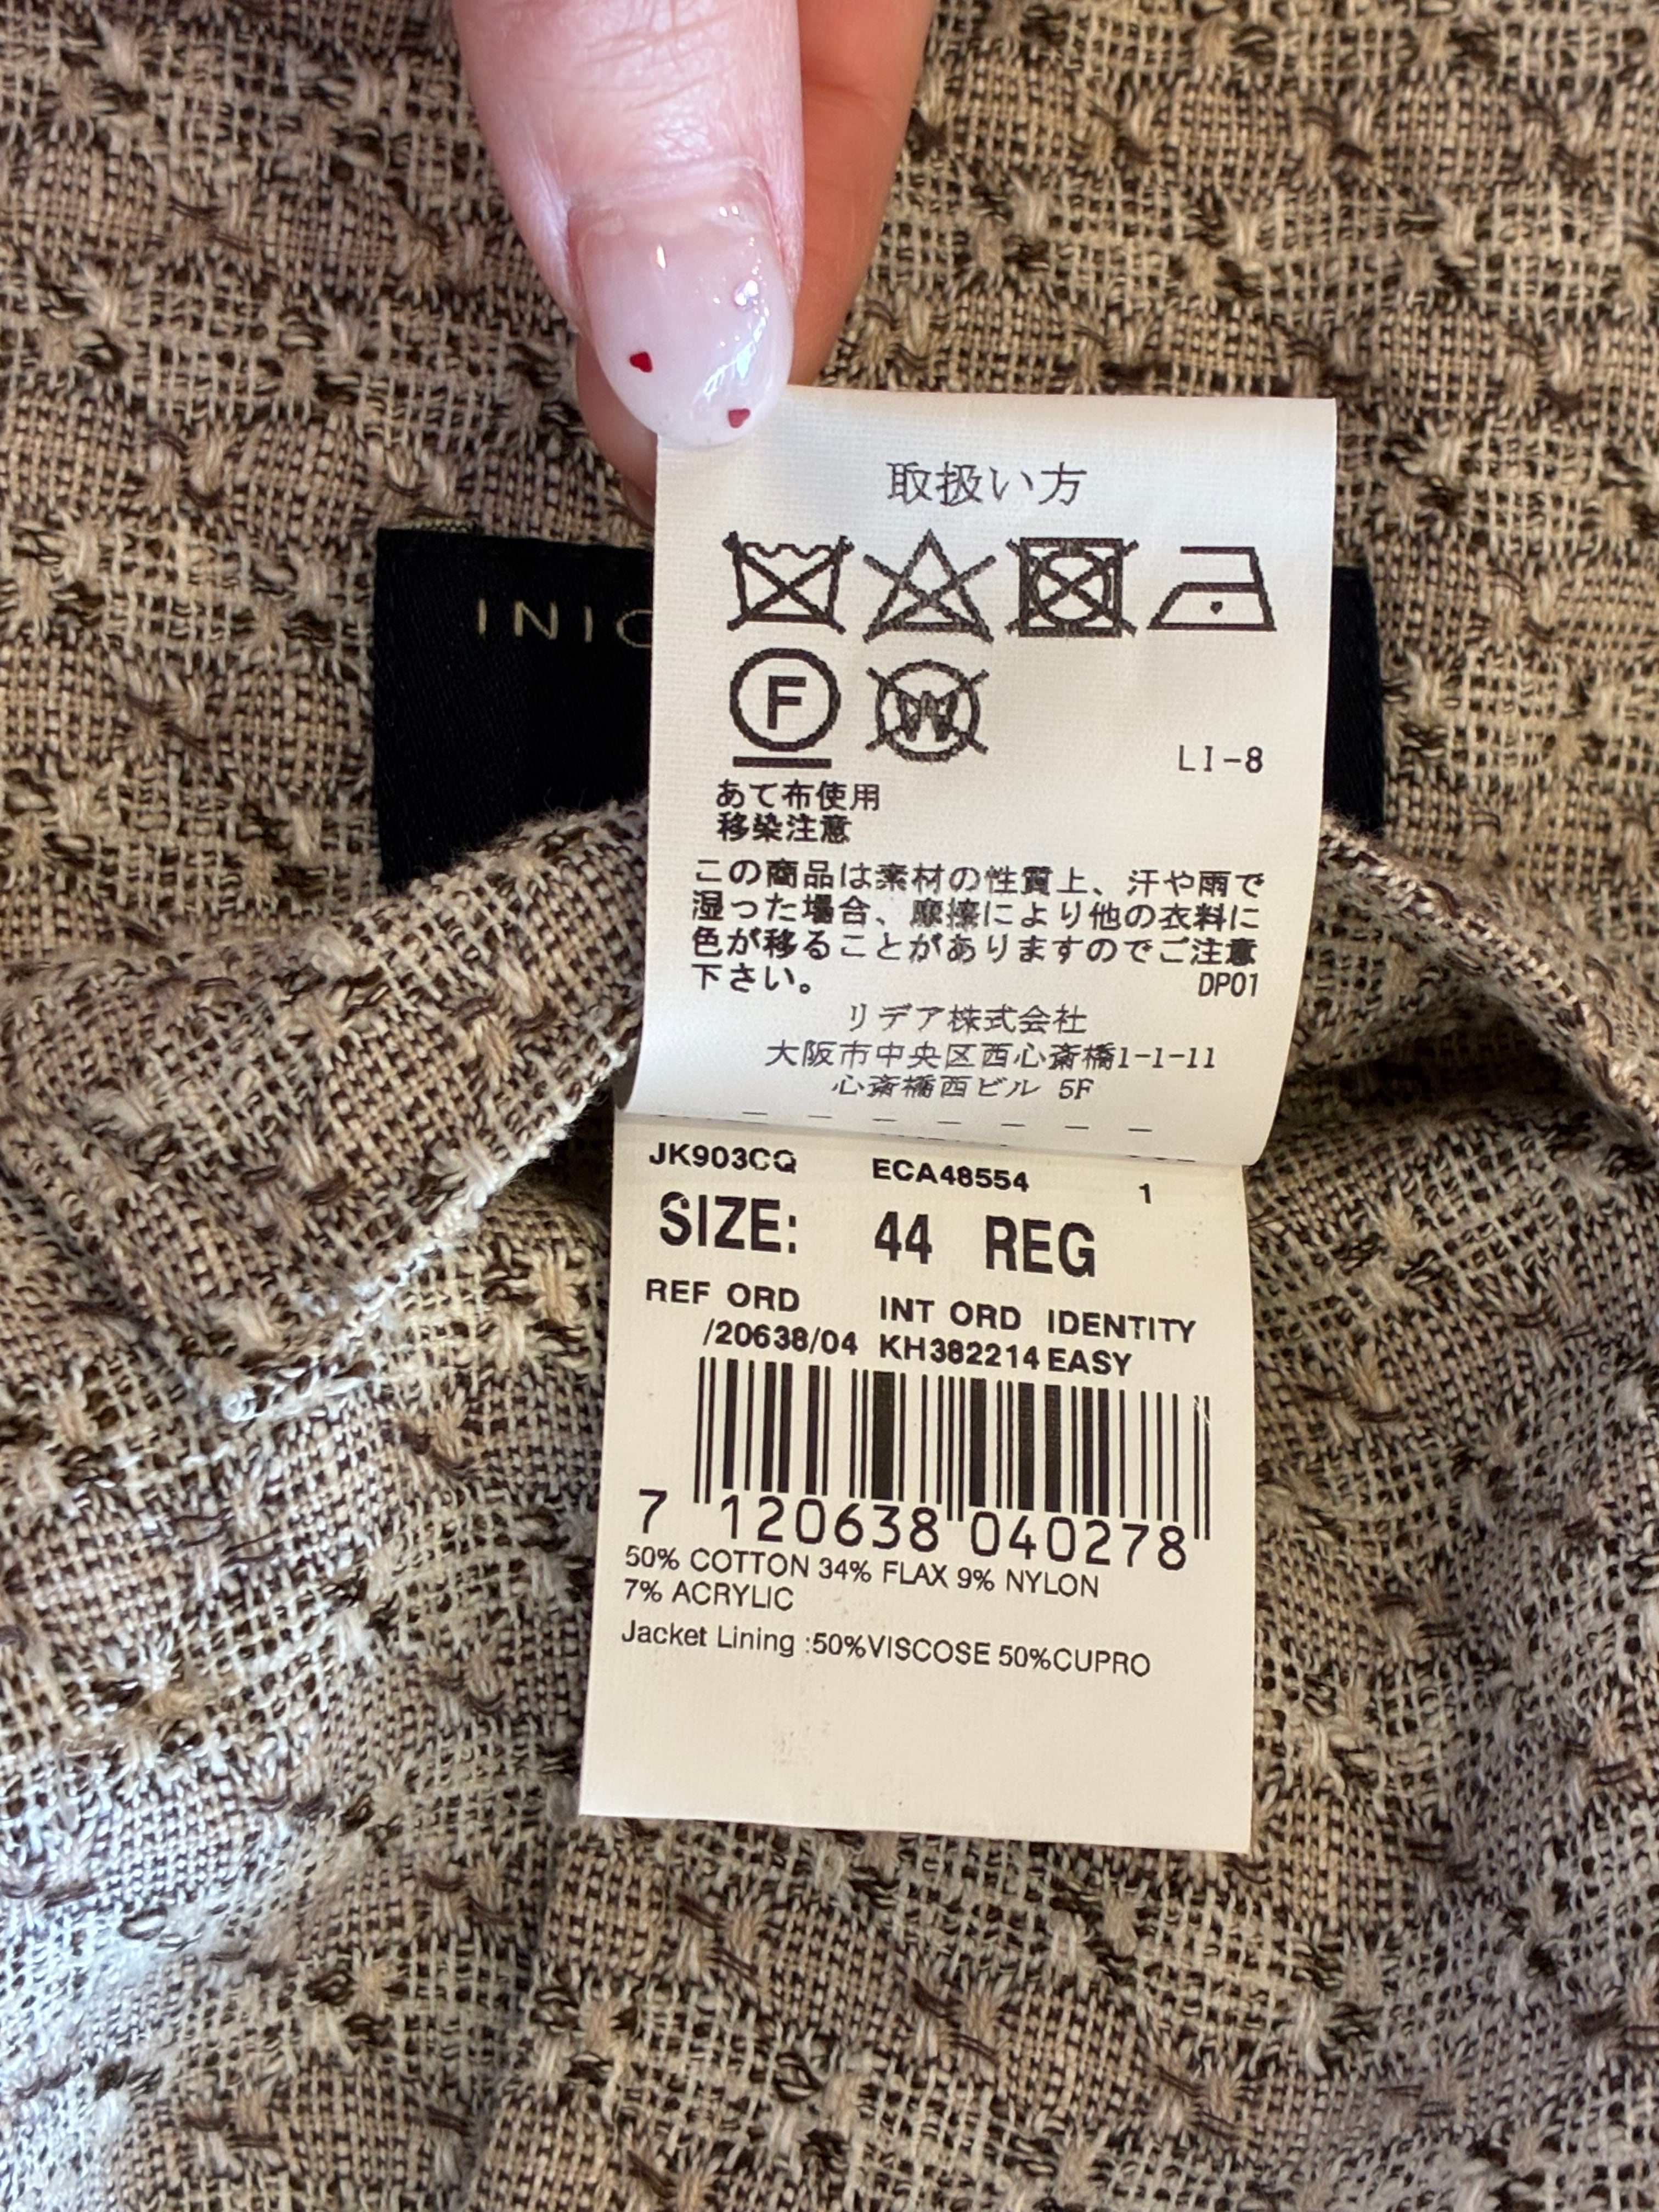 取扱い方
F
W
LI-8
あて布使用
移染注意
この商品は素材の性質上、汗や雨で
湿った場合、摩擦により他の衣料に
色が移ることがありますのでご注意
下さい。 DP01
リデア株式会社
大阪市中央区西心斎橋1-1-11
心斎橋西ビル 5F
JK903CQ ECA48554 1
SIZE: 44 REG
REF ORD INT ORD IDENTITY
/20638/04 KH382214 EASY
7 120638 040278
50% COTTON 34% FLAX 9% NYLON
7% ACRYLIC
Jacket Lining :50%VISCOSE 50%CUPRO